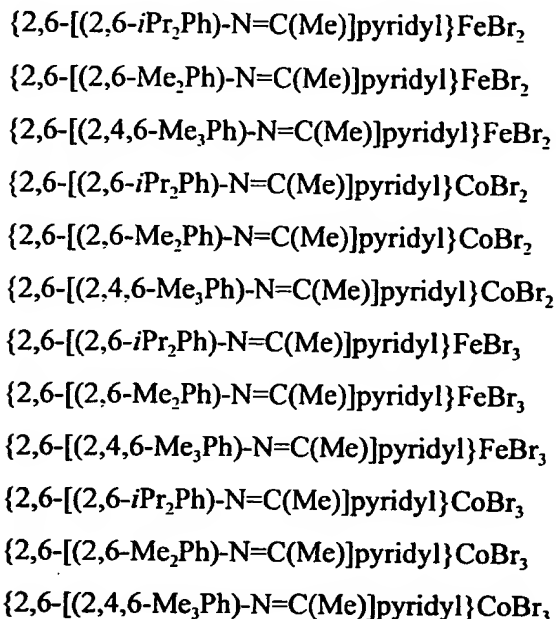 {2,6-[(2,6-iPr₂Ph)-N=C(Me)]pyridyl}FeBr₂
{2,6-[(2,6-Me₂Ph)-N=C(Me)]pyridyl}FeBr₂
{2,6-[(2,4,6-Me₃Ph)-N=C(Me)]pyridyl}FeBr₂
{2,6-[(2,6-iPr₂Ph)-N=C(Me)]pyridyl}CoBr₂
{2,6-[(2,6-Me₂Ph)-N=C(Me)]pyridyl}CoBr₂
{2,6-[(2,4,6-Me₃Ph)-N=C(Me)]pyridyl}CoBr₂
{2,6-[(2,6-iPr₂Ph)-N=C(Me)]pyridyl}FeBr₃
{2,6-[(2,6-Me₂Ph)-N=C(Me)]pyridyl}FeBr₃
{2,6-[(2,4,6-Me₃Ph)-N=C(Me)]pyridyl}FeBr₃
{2,6-[(2,6-iPr₂Ph)-N=C(Me)]pyridyl}CoBr₃
{2,6-[(2,6-Me₂Ph)-N=C(Me)]pyridyl}CoBr₃
{2,6-[(2,4,6-Me₃Ph)-N=C(Me)]pyridyl}CoBr₃